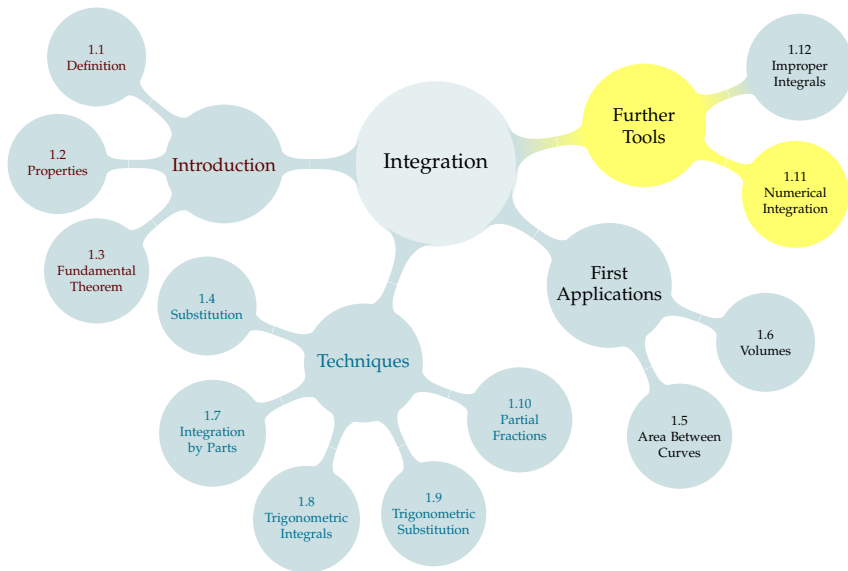 1.1
Definition
1.2
Properties
1.3
Fundamental
Theorem
Introduction
Integration
Further
Tools
1.12
Improper
Integrals
1.11
Numerical
Integration
First
Applications
1.6
Volumes
1.5
Area Between
Curves
Techniques
1.4
Substitution
1.7
Integration
by Parts
1.8
Trigonometric
Integrals
1.9
Trigonometric
Substitution
1.10
Partial
Fractions